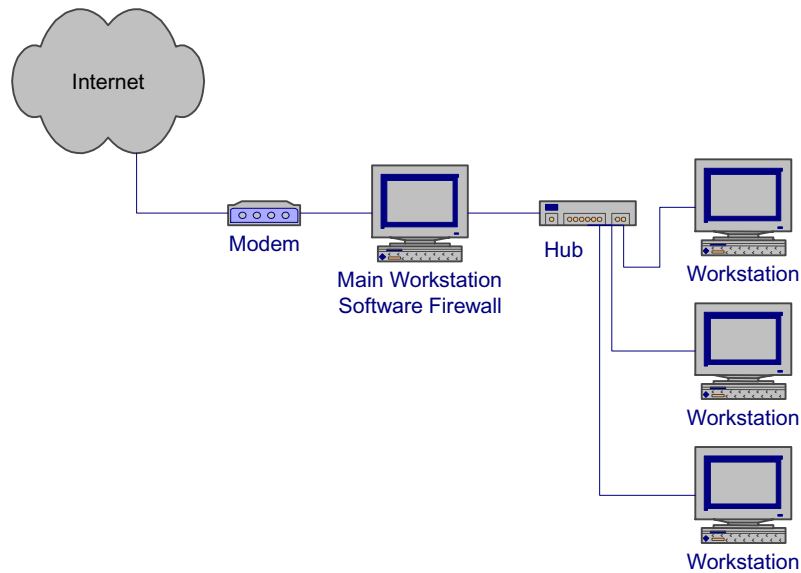 Internet
Modem
Main Workstation
Software Firewall
Hub
Workstation
Workstation
Workstation